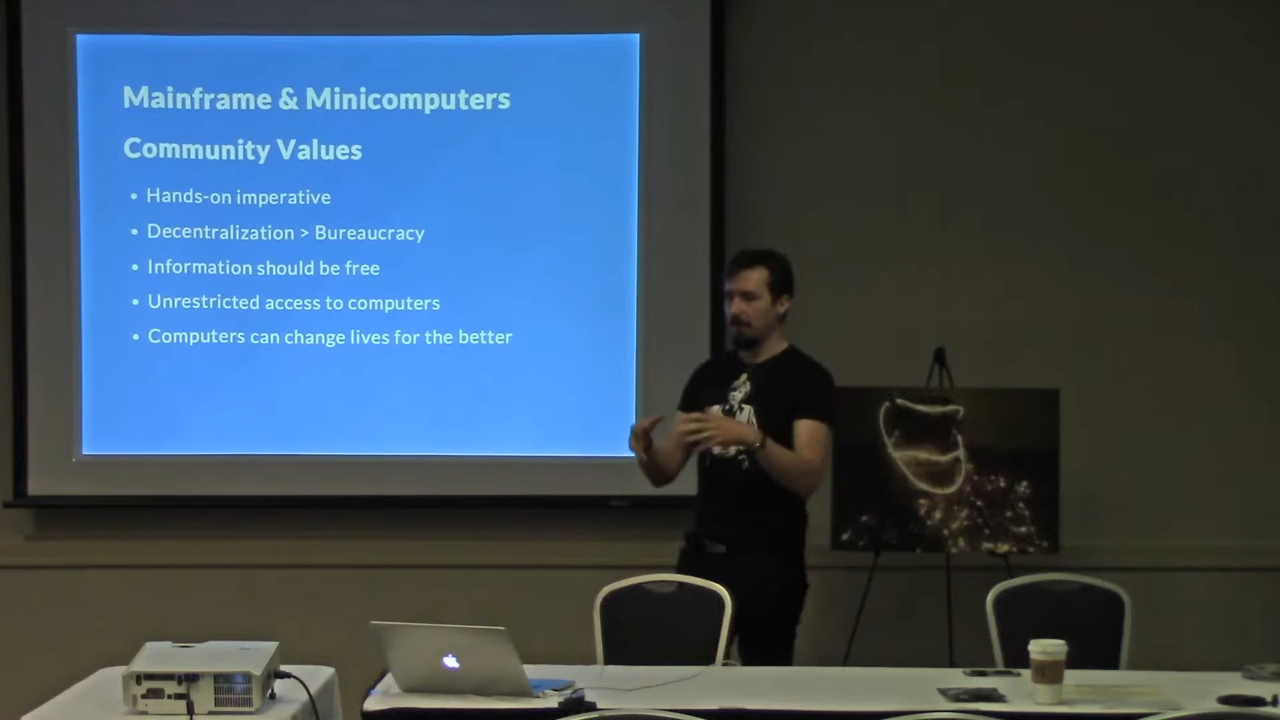 Mainframe & Minicomputers
Community Values
• Hands-on imperative
• Decentralization > Bureaucracy
• Information should be free
• Unrestricted access to computers
• Computers can change lives for the better